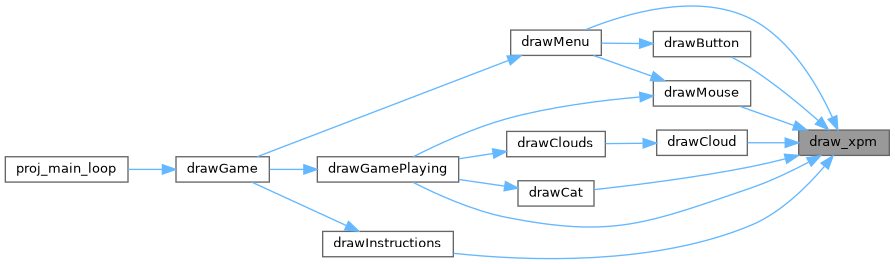 drawMenu
drawButton
drawMouse
drawClouds
drawCloud
draw_xpm
proj_main_loop
drawGame
drawGamePlaying
drawCat
drawInstructions